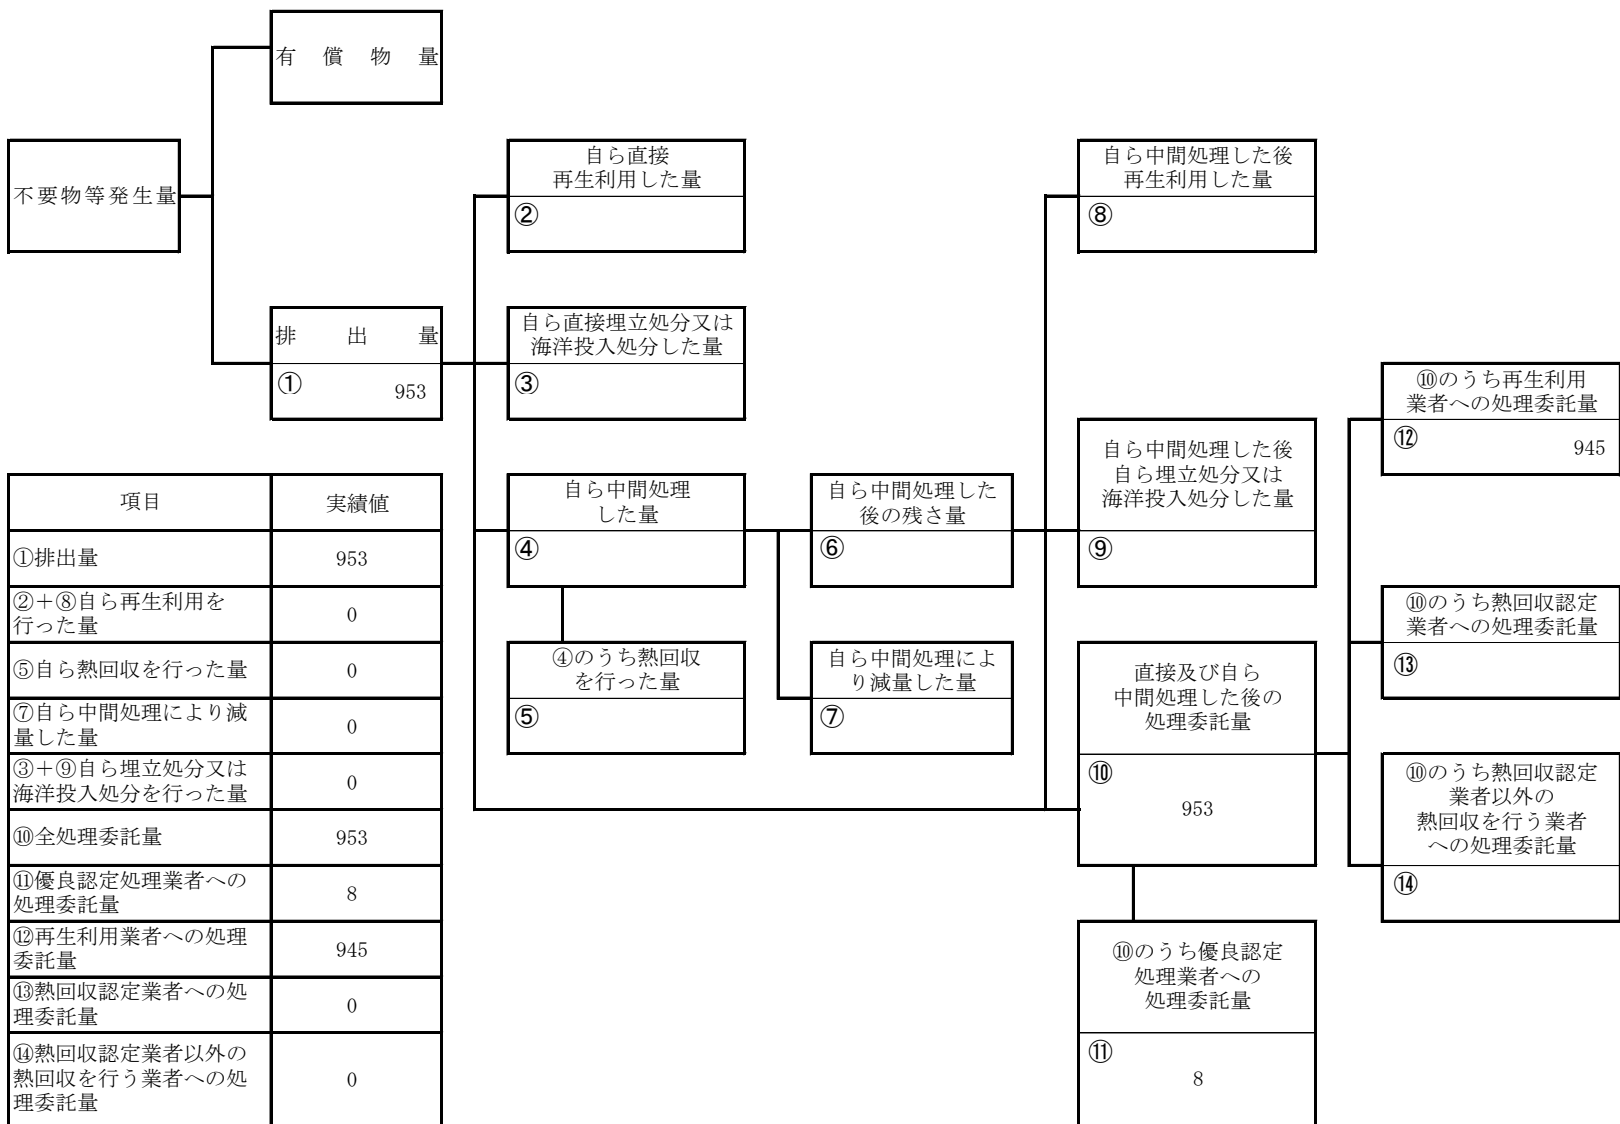 有償物量
不要物等発生量
排出量
①
953
自ら直接
再生利用した量
②
自ら直接埋立処分又は
海洋投入処分した量
③
自ら中間処理
した量
④
④のうち熱回収
を行った量
⑤
自ら中間処理した
後の残さ量
⑥
自ら中間処理によ
り減量した量
⑦
自ら中間処理した後
再生利用した量
⑧
自ら中間処理した後
自ら埋立処分又は
海洋投入処分した量
⑨
直接及び自ら
中間処理した後の
処理委託量
⑩
953
⑩のうち優良認定
処理業者への
処理委託量
⑪
8
⑩のうち再生利用
業者への処理委託量
⑫
945
⑩のうち熱回収認定
業者への処理委託量
⑬
⑩のうち熱回収認定
業者以外の
熱回収を行う業者
への処理委託量
⑭
項目 実績値
①排出量 953
②+⑧自ら再生利用を
行った量 0
⑤自ら熱回収を行った量 0
⑦自ら中間処理により減
量した量 0
③+⑨自ら埋立処分又は
海洋投入処分を行った量 0
⑩全処理委託量 953
⑪優良認定処理業者への
処理委託量 8
⑫再生利用業者への処理
委託量 945
⑬熱回収認定業者への処
理委託量 0
⑭熱回収認定業者以外の
熱回収を行う業者への処
理委託量 0